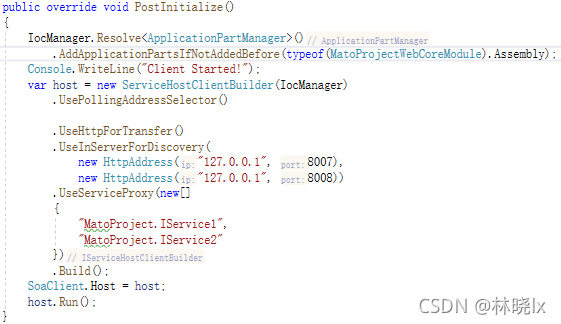 public override void PostInitialize()
{
IocManager.Resolve<ApplicationPartManager>() // ApplicationPartManager
.AddApplicationPartsIfNotAddedBefore(typeof(MatoProjectWebCoreModule).Assembly);
Console.WriteLine("Client Started!");
var host = new ServiceHostClientBuilder(IocManager)
.UsePollingAddressSelector()
.UseHttpForTransfer()
.UseInServerForDiscovery(
new HttpAddress(ip:"127.0.0.1", port:8007),
new HttpAddress(ip:"127.0.0.1", port:8008))
.UseServiceProxy(new[]
{
"MatoProject.IService1",
"MatoProject.IService2"
}) // IServiceHostClientBuilder
.Build();
SoaClient.Host = host;
host.Run();
}
CSDN @林晓lx